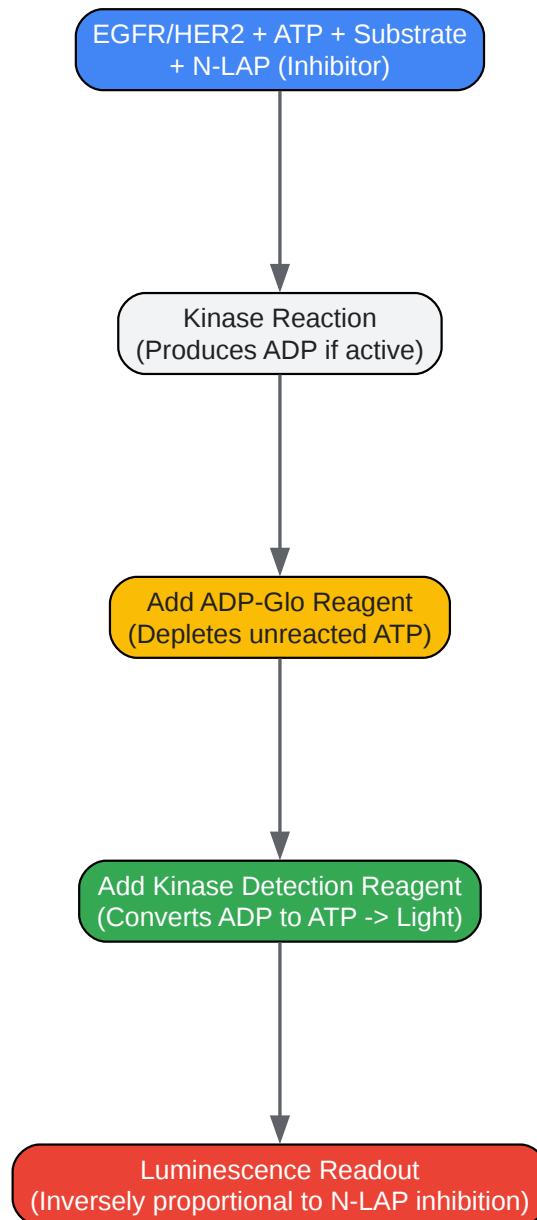 EGFR/HER2 + ATP + Substrate
+ N-LAP (Inhibitor)
Kinase Reaction
(Produces ADP if active)
Add ADP-Glo Reagent
(Depletes unreacted ATP)
Add Kinase Detection Reagent
(Converts ADP to ATP -> Light)
Luminescence Readout
(Inversely proportional to N-LAP inhibition)